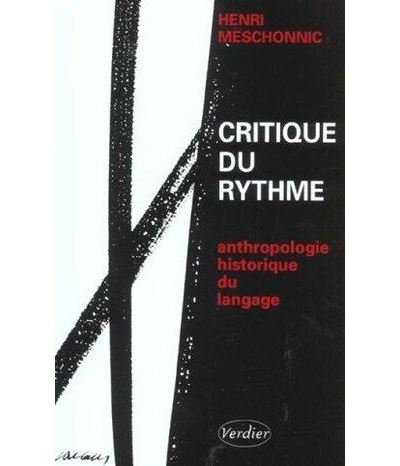 HENRI
MESCHONNIC
CRITIQUE
DU
RYTHME
anthropologie
historique
du
langage
Verdier